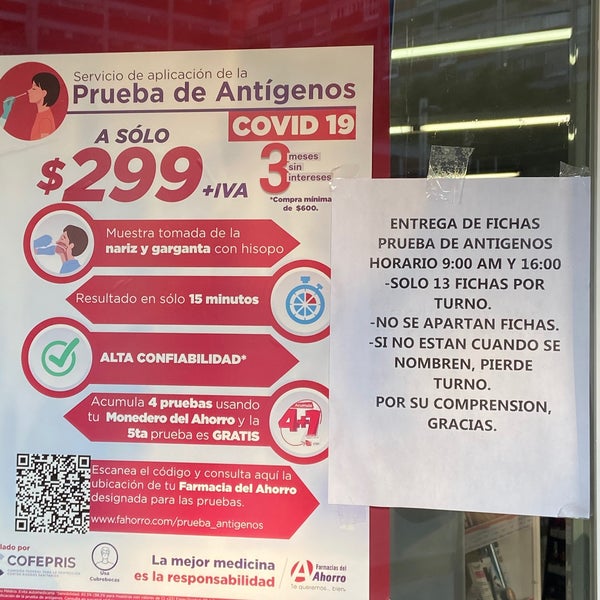 Servicio de aplicación de la
Prueba de Antígenos
COVID 19
A SÓLO
$299+IVA
3 meses
sin
intereses
*Compra mínima
de $600.
Muestra tomada de la
nariz y garganta con hisopo
Resultado en sólo 15 minutos
ALTA CONFIABILIDAD*
Acumula 4 pruebas usando
tu Monedero del Ahorro y la
5ta prueba es GRATIS
Acumula
4+1
Escanea el código y consulta aquí la
ubicación de tu Farmacia del Ahorro
designada para las pruebas.
www.fahorro.com/prueba_antigenos
lado por
COFEPRIS
Usa
Cubrebocas
La mejor medicina
es la responsabilidad
Farmacias del
Ahorro
Te queremos... bien.
ENTREGA DE FICHAS
PRUEBA DE ANTIGENOS
HORARIO 9:00 AM Y 16:00
-SOLO 13 FICHAS POR
TURNO.
-NO SE APARTAN FICHAS.
-SI NO ESTAN CUANDO SE
NOMBREN, PIERDE
TURNO.
POR SU COMPRENSION,
GRACIAS.